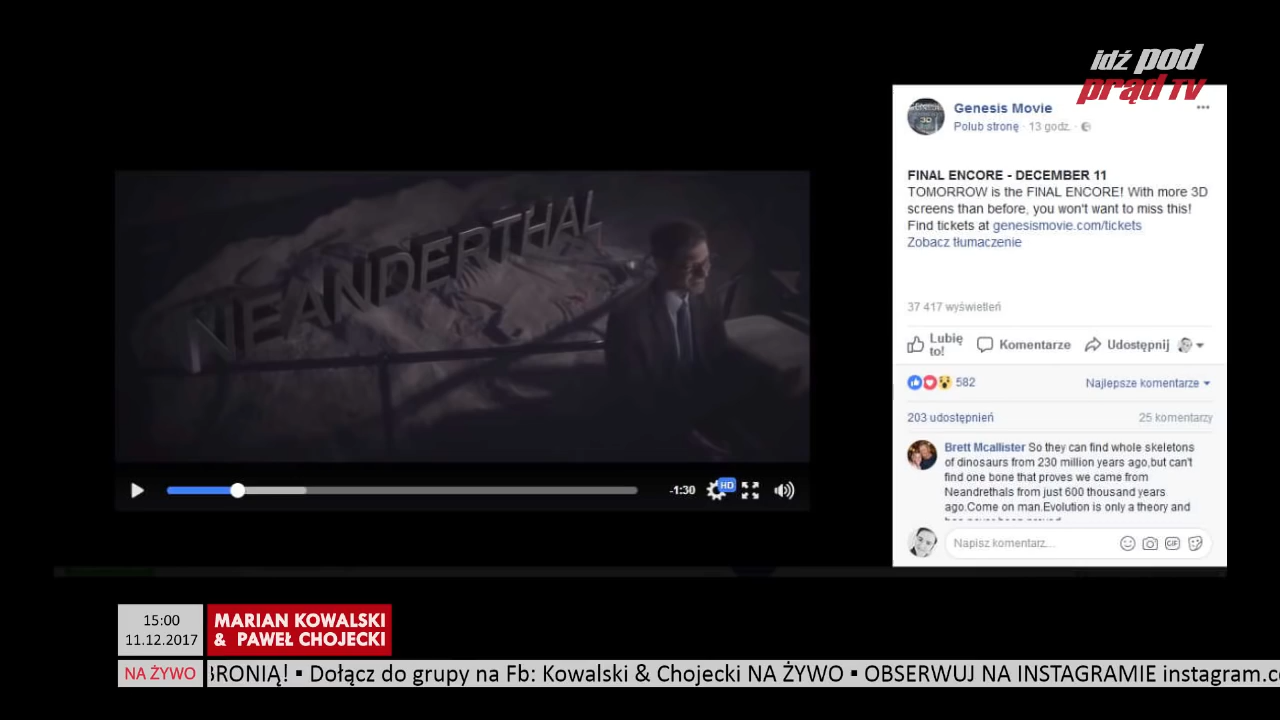 idź pod
prąd TV
NEANDERTHAL
Genesis Movie
Polub stronę · 13 godz. ·
FINAL ENCORE - DECEMBER 11
TOMORROW is the FINAL ENCORE! With more 3D
screens than before, you won't want to miss this!
Find tickets at genesismovie.com/tickets
Zobacz tłumaczenie
37 417 wyświetleń
Lubię to!
Komentarze
Udostępnij
582
Najlepsze komentarze
203 udostępnień
25 komentarzy
Brett Mcallister So they can find whole skeletons
of dinosaurs from 230 million years ago,but can't
find one bone that proves we came from
Neandrethals from just 600 thousand years
ago.Come on man.Evolution is only a theory and
-1:30
HD
Napisz komentarz...
GIF
15:00
11.12.2017
MARIAN KOWALSKI
& PAWEŁ CHOJECKI
NA ŻYWO
BRONIĄ! ▪ Dołącz do grupy na Fb: Kowalski & Chojecki NA ŻYWO ▪ OBSERWUJ NA INSTAGRAMIE instagram.c